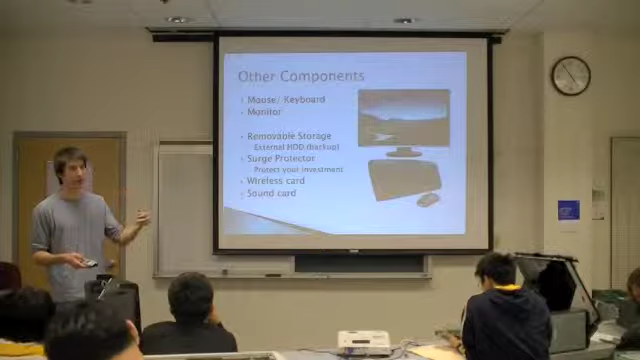 Other Components
Mouse/ Keyboard
Monitor
Removable Storage
External HDD (backup)
Surge Protector
Protect your investment
Wireless card
Sound card